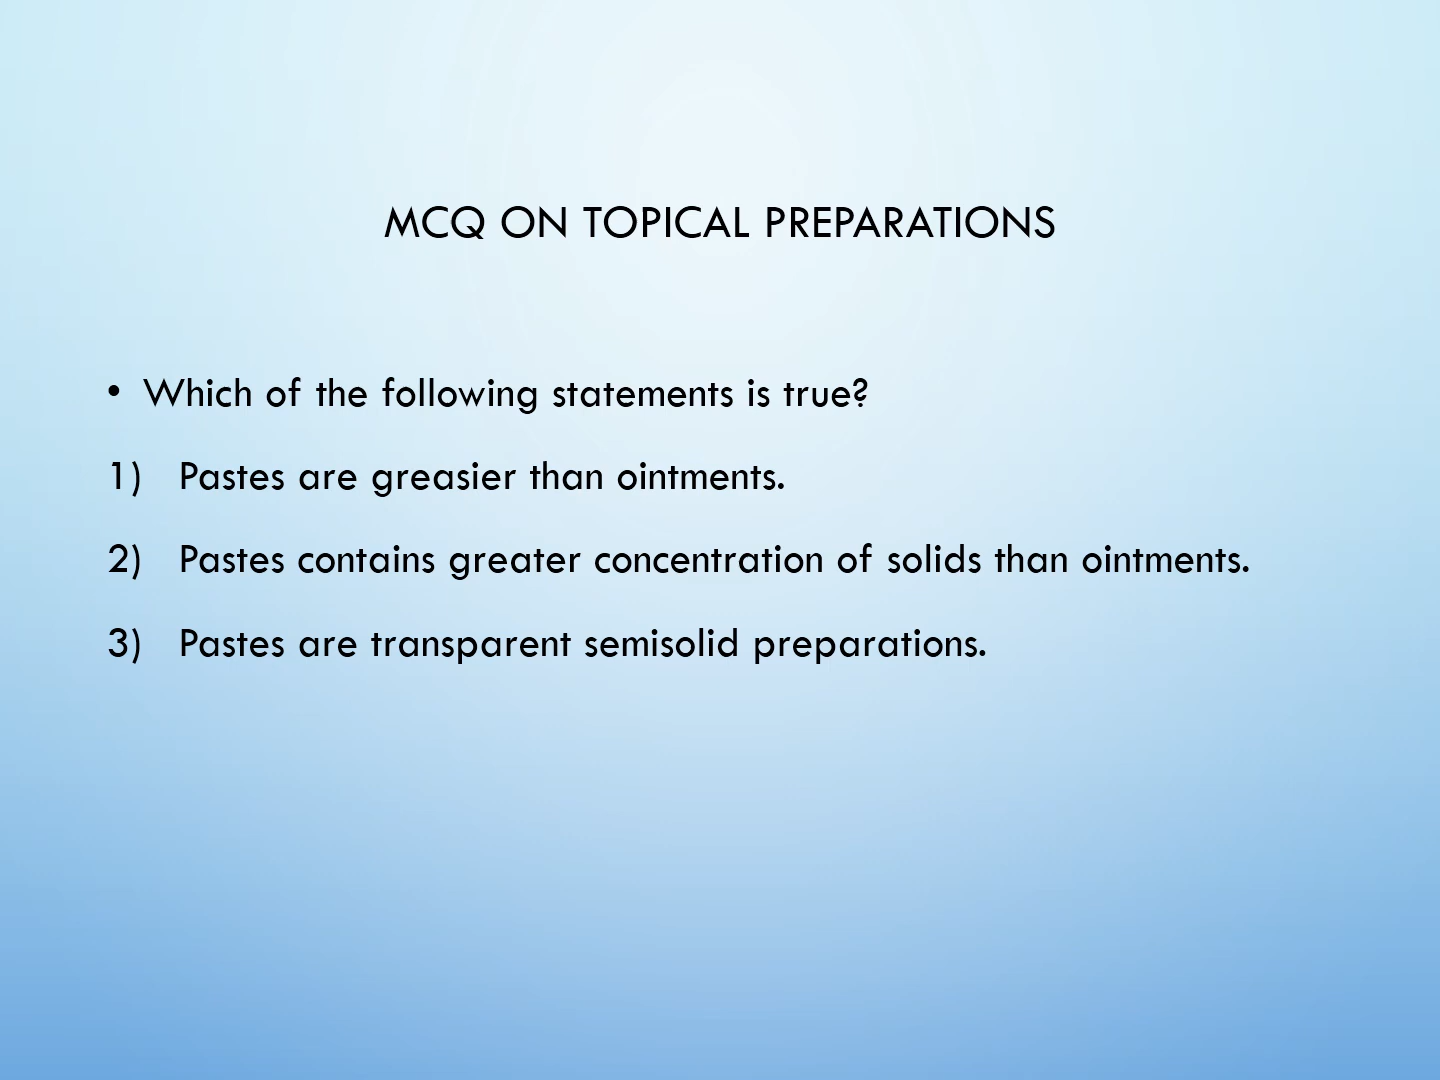 MCQ ON TOPICAL PREPARATIONS
• Which of the following statements is true?
1) Pastes are greasier than ointments.
2) Pastes contains greater concentration of solids than ointments.
3) Pastes are transparent semisolid preparations.